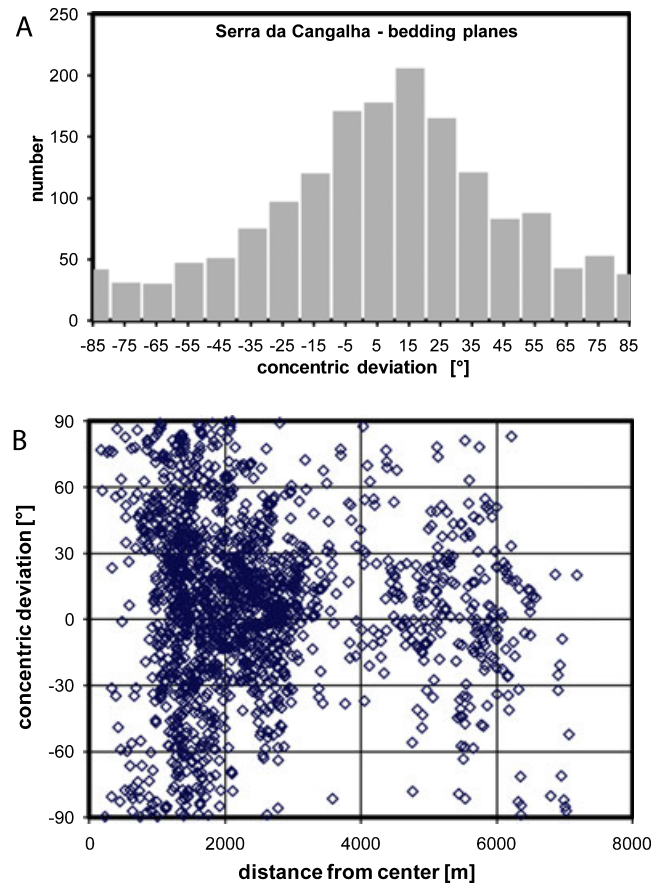 A
Serra da Cangalha - bedding planes
250
200
150
100
50
0
number
-85 -75 -65 -55 -45 -35 -25 -15 -5 5 15 25 35 45 55 65 75 85
concentric deviation [°]
B
90
60
30
0
-30
-60
-90
concentric deviation [°]
0 2000 4000 6000 8000
distance from center [m]